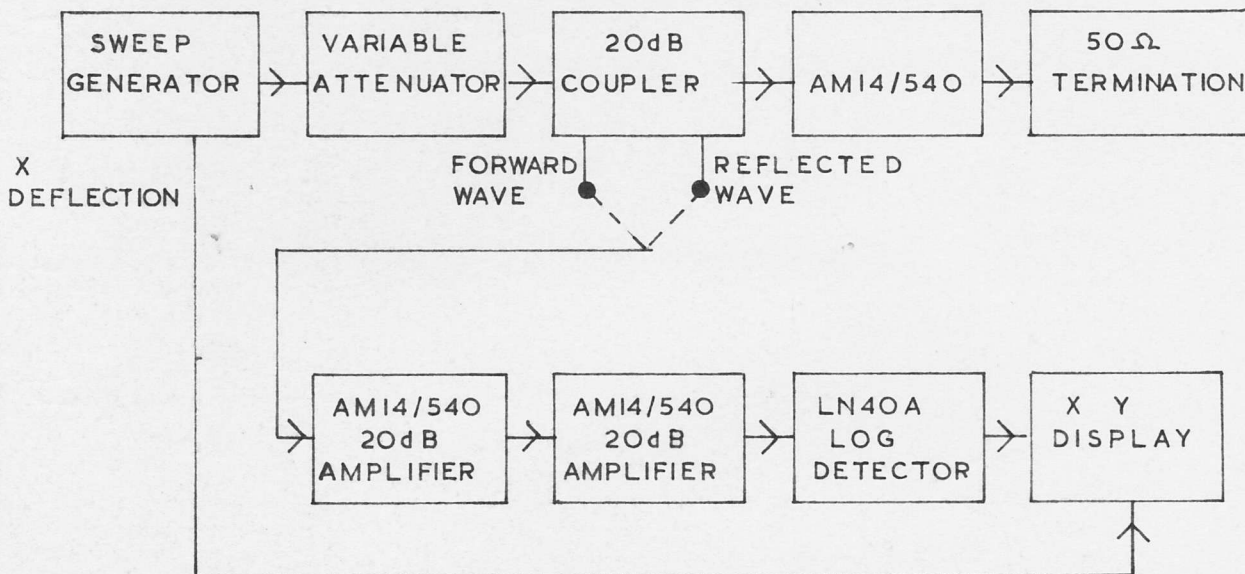 SWEEP
GENERATOR
VARIABLE
ATTENUATOR
20dB
COUPLER
AM14/540
50Ω
TERMINATION
X
DEFLECTION
FORWARD
WAVE
REFLECTED
WAVE
AM14/540
20dB
AMPLIFIER
AM14/540
20dB
AMPLIFIER
LN40A
LOG
DETECTOR
X Y
DISPLAY